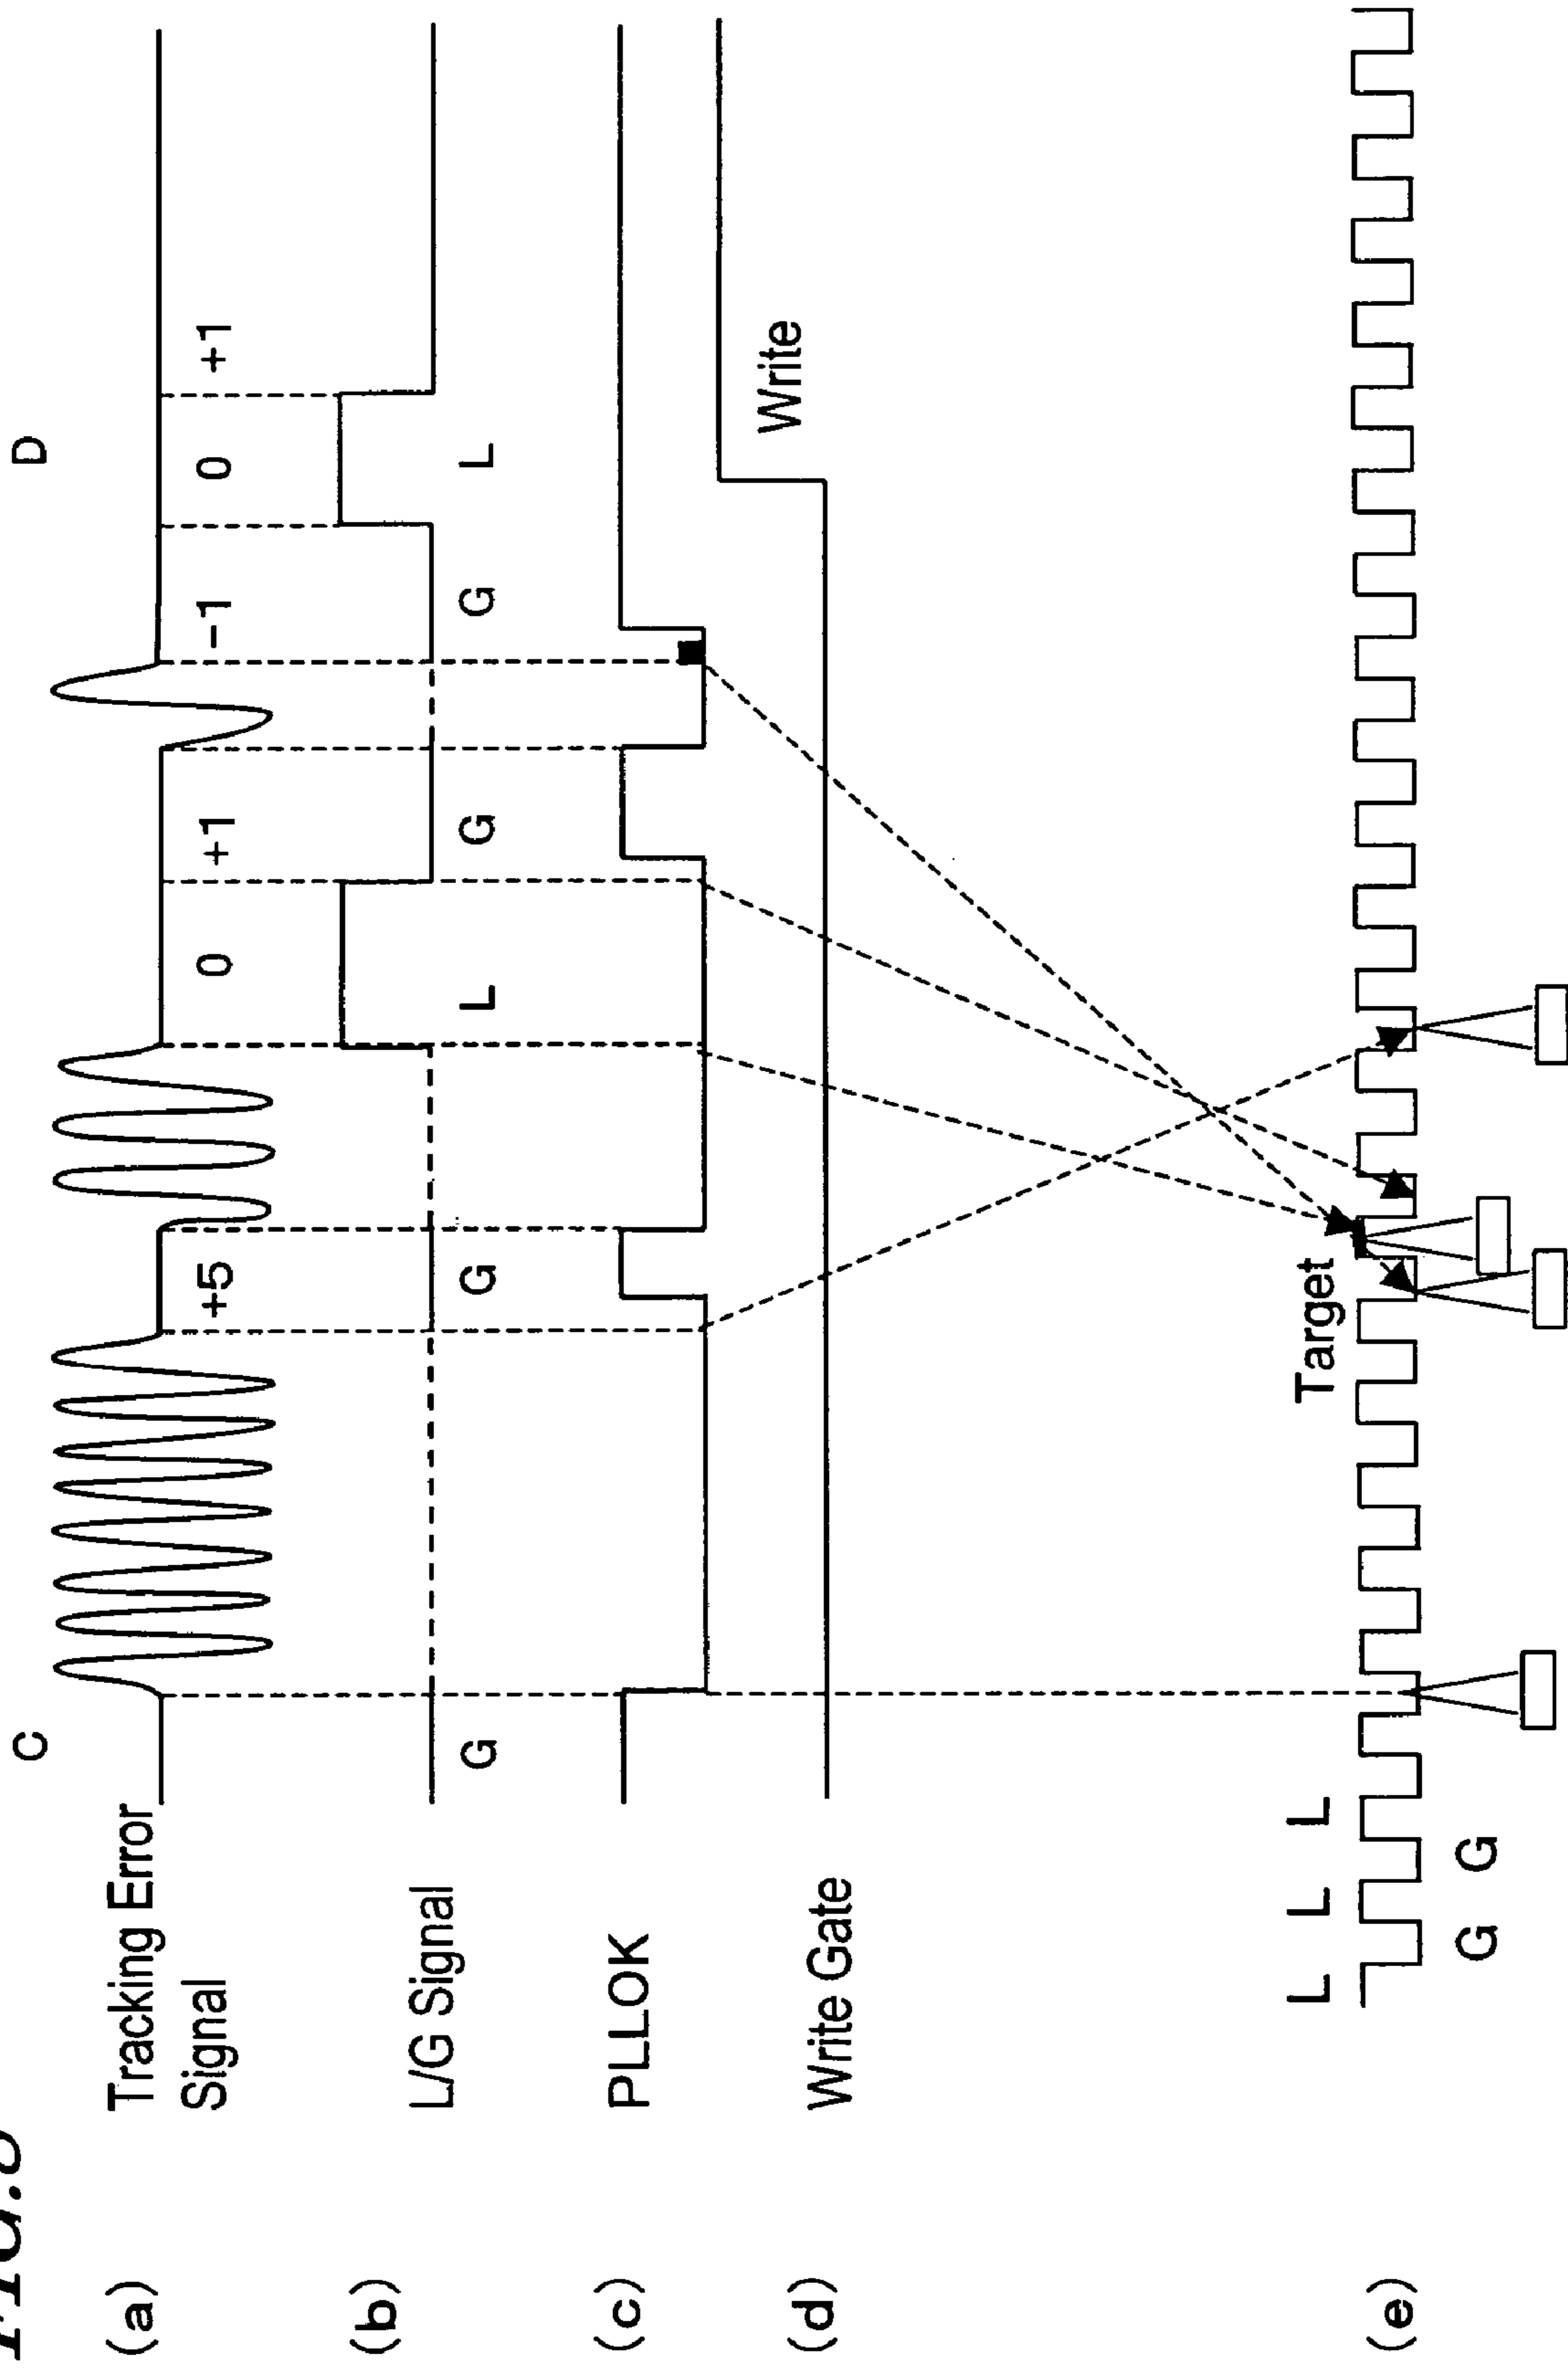 C D
(a) Tracking Error
Signal
+5 0 +1 -1 0 +1
(b) L/G Signal
G G L G G L
(c) PLLOK
(d) Write Gate
Write
Target
(e) L L L
G G